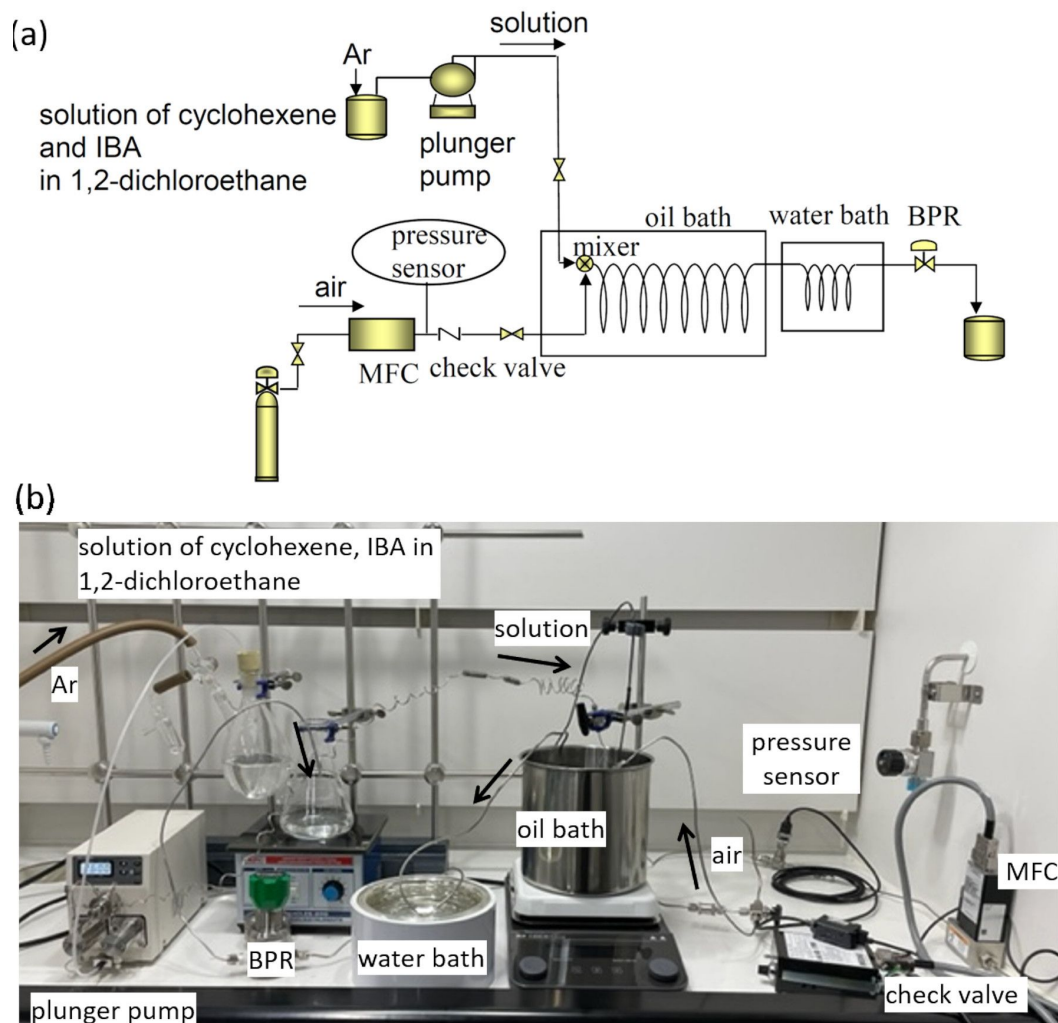 (a)
solution
Ar
solution of cyclohexene
and IBA
in 1,2-dichloroethane
plunger
pump
oil bath
water bath
BPR
pressure
sensor
mixer
air
MFC
check valve
(b)
solution of cyclohexene, IBA in
1,2-dichloroethane
solution
Ar
pressure
sensor
oil bath
air
MFC
BPR
water bath
check valve
plunger pump